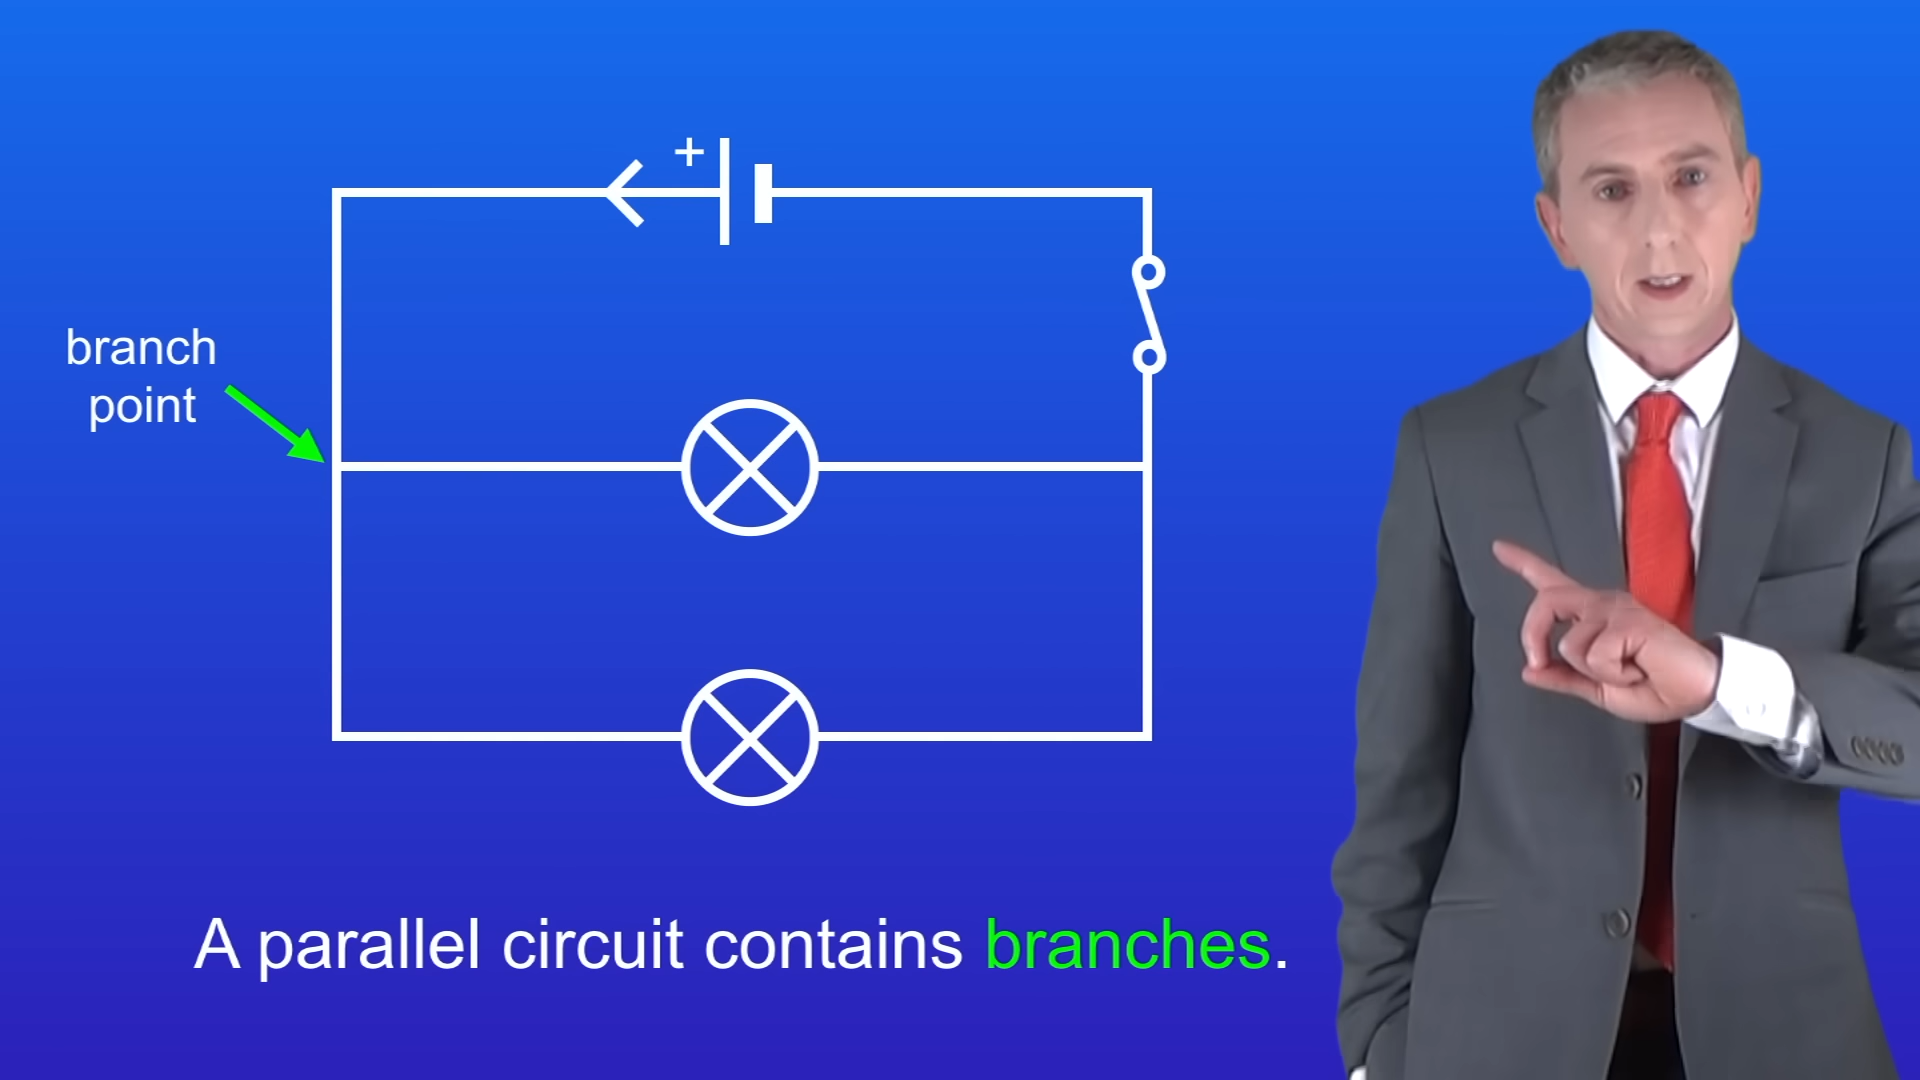 +
branch
point
A parallel circuit contains branches.